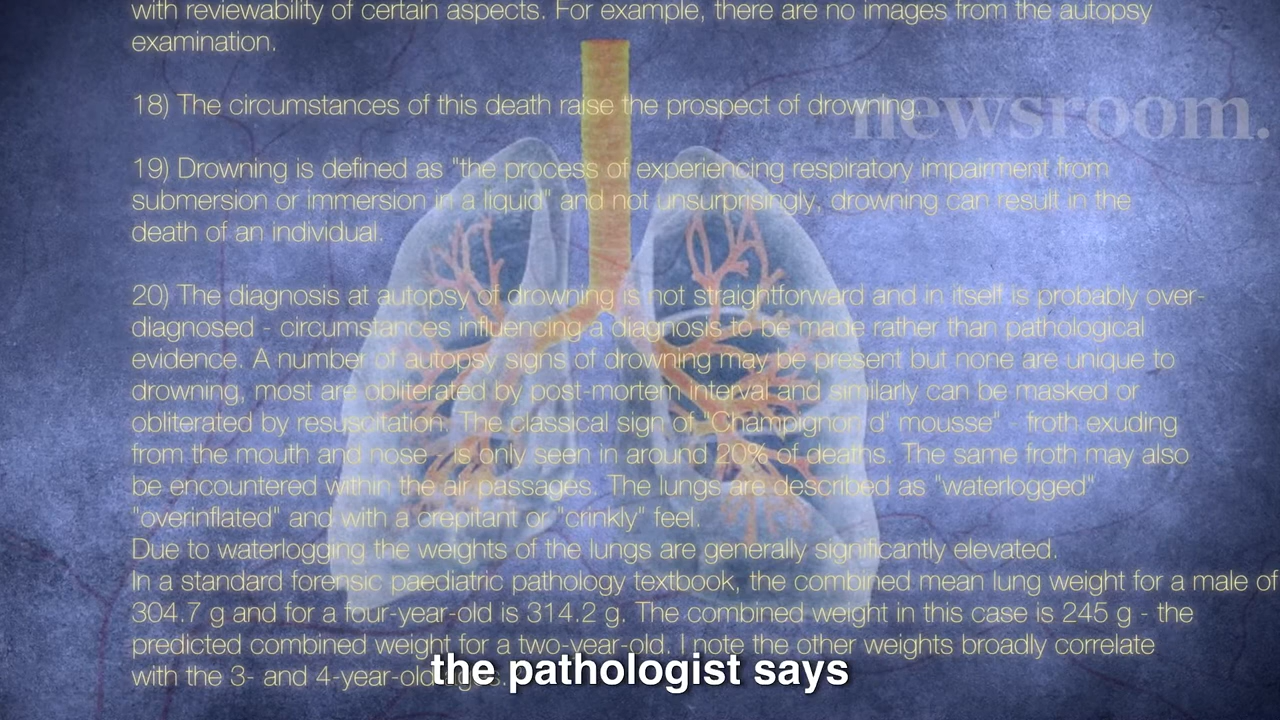 with reviewability of certain aspects. For example, there are no images from the autopsy
examination.
newsroom.
18) The circumstances of this death raise the prospect of drowning.
19) Drowning is defined as "the process of experiencing respiratory impairment from
submersion or immersion in a liquid" and not unsurprisingly, drowning can result in the
death of an individual.
20) The diagnosis at autopsy of drowning is not straightforward and in itself is probably over-
diagnosed - circumstances influencing a diagnosis to be made rather than pathological
evidence. A number of autopsy signs of drowning may be present but none are unique to
drowning, most are obliterated by post-mortem interval and similarly can be masked or
obliterated by resuscitation. The classical sign of "Champignon d' mousse" - froth exuding
from the mouth and nose - is only seen in around 20% of deaths. The same froth may also
be encountered within the air passages. The lungs are described as "waterlogged"
"overinflated" and with a crepitant or "crinkly" feel.
Due to waterlogging the weights of the lungs are generally significantly elevated.
In a standard forensic paediatric pathology textbook, the combined mean lung weight for a male of
304.7 g and for a four-year-old is 314.2 g. The combined weight in this case is 245 g - the
predicted combined weight for a two-year-old. I note the other weights broadly correlate
with the 3- and 4-year-old ages.
the pathologist says